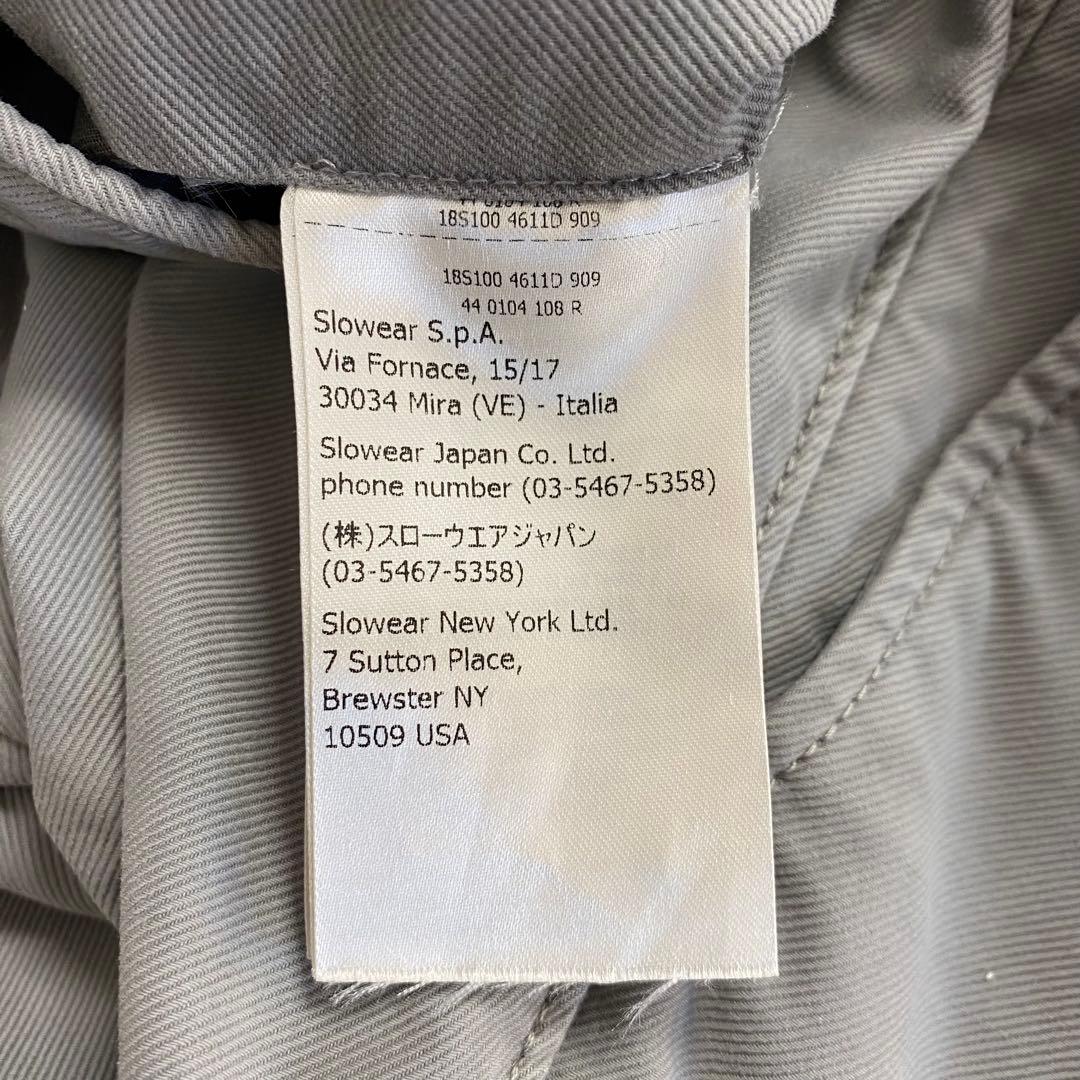 18S100 4611D 909
18S100 4611D 909
44 0104 108 R
Slowear S.p.A.
Via Fornace, 15/17
30034 Mira (VE) - Italia
Slowear Japan Co. Ltd.
phone number (03-5467-5358)
(株)スローウエアジャパン
(03-5467-5358)
Slowear New York Ltd.
7 Sutton Place,
Brewster NY
10509 USA